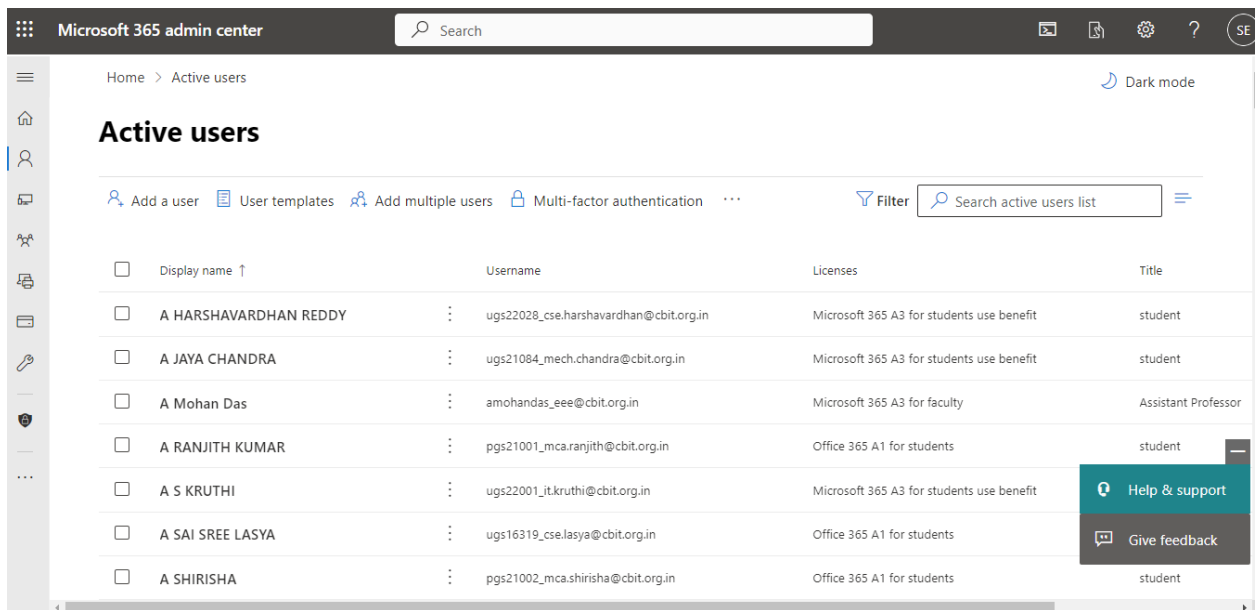 Microsoft 365 admin center Search SE
Home > Active users Dark mode
Active users
Add a user User templates Add multiple users Multi-factor authentication ... Filter Search active users list
Display name ↑ Username Licenses Title
A HARSHAVARDHAN REDDY ugs22028_cse.harshavardhan@cbit.org.in Microsoft 365 A3 for students use benefit student
A JAYA CHANDRA ugs21084_mech.chandra@cbit.org.in Microsoft 365 A3 for students use benefit student
A Mohan Das amohandas_eee@cbit.org.in Microsoft 365 A3 for faculty Assistant Professor
A RANJITH KUMAR pgs21001_mca.ranjith@cbit.org.in Office 365 A1 for students student
A S KRUTHI ugs22001_it.kruthi@cbit.org.in Microsoft 365 A3 for students use benefit
Help & support
A SAI SREE LASYA ugs16319_cse.lasya@cbit.org.in Office 365 A1 for students
Give feedback
A SHIRISHA pgs21002_mca.shirisha@cbit.org.in Office 365 A1 for students student